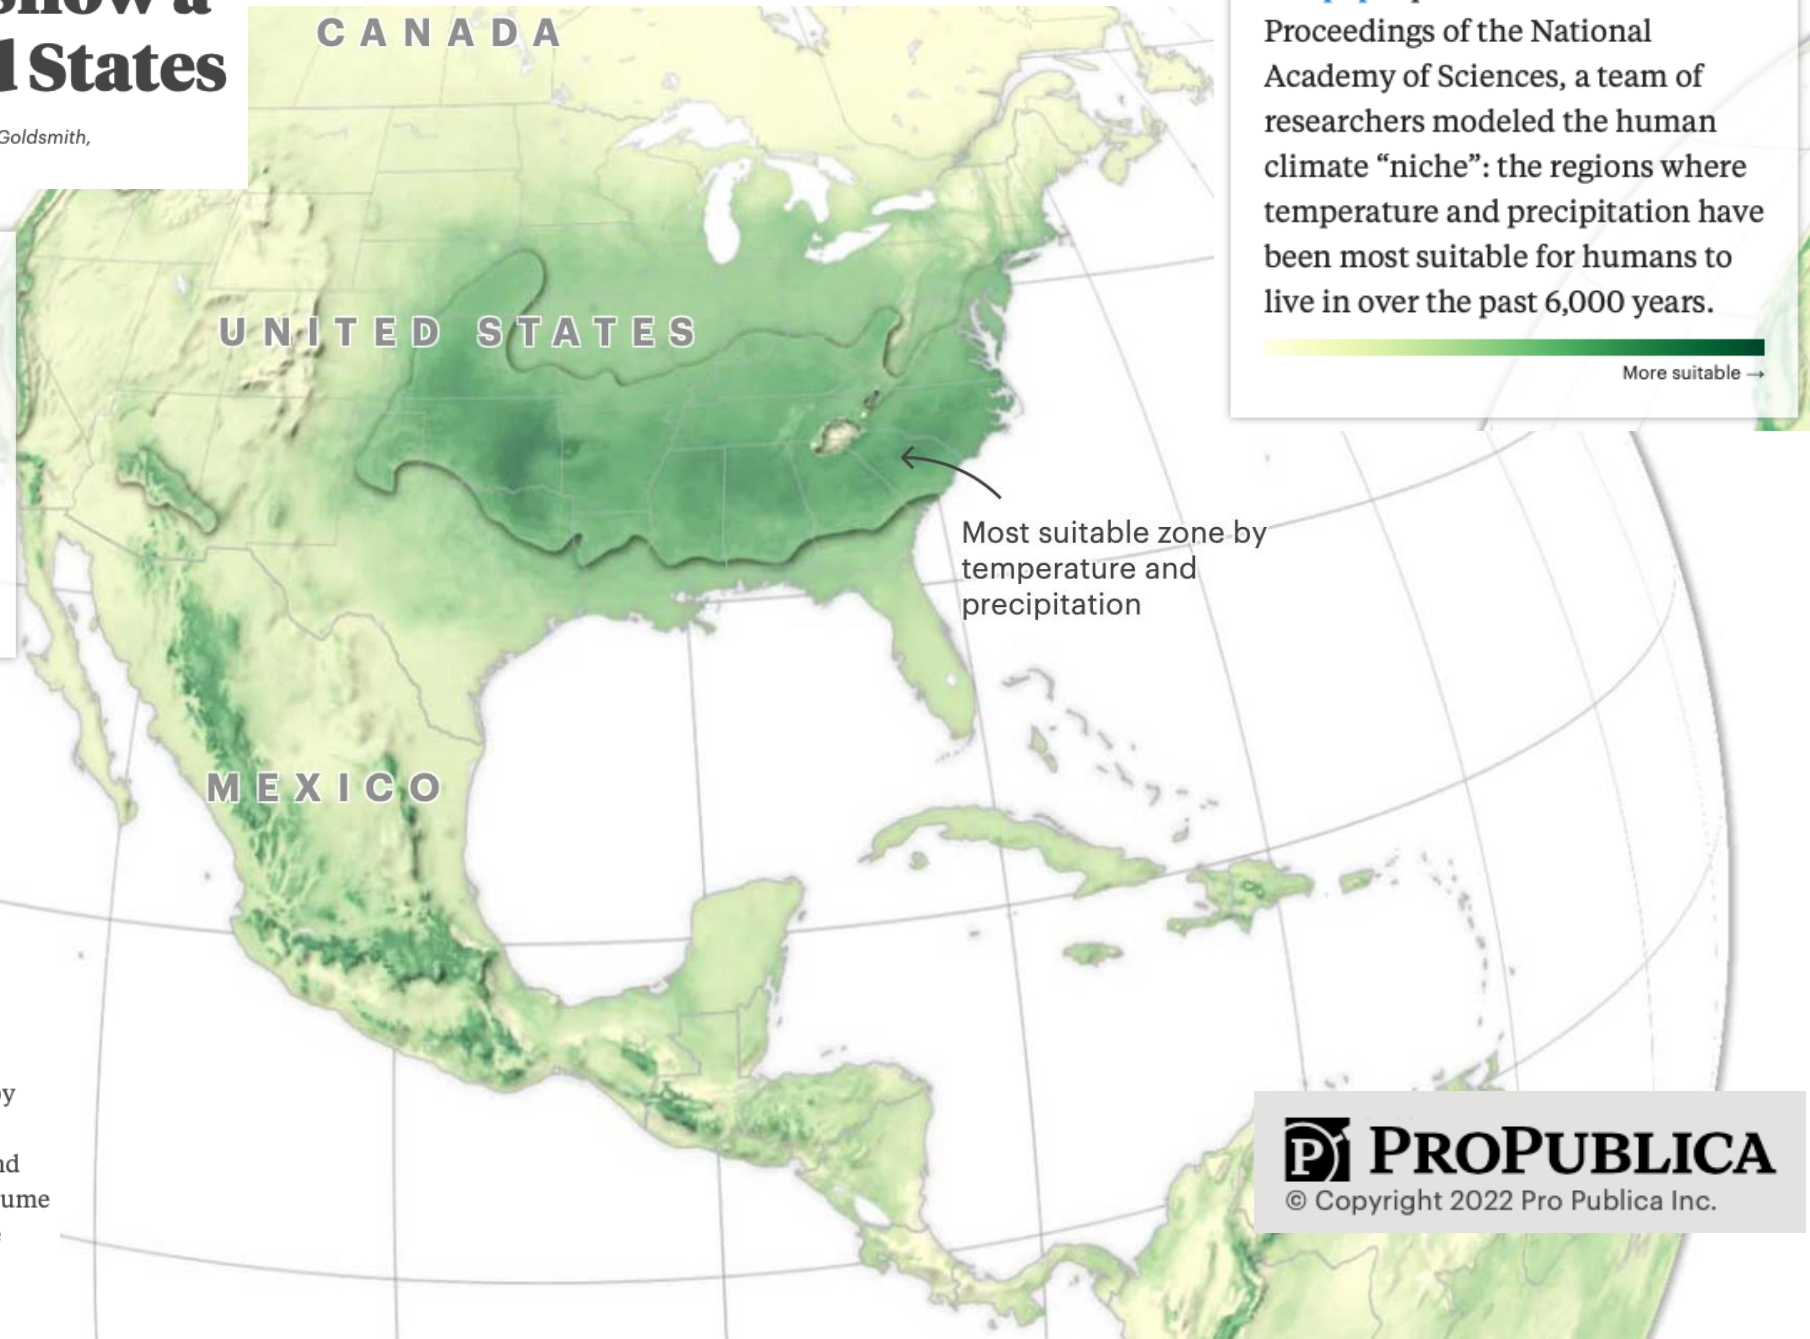 d States
Goldsmith,
CANADA
Proceedings of the National
Academy of Sciences, a team of
researchers modeled the human
climate “niche”: the regions where
temperature and precipitation have
been most suitable for humans to
live in over the past 6,000 years.
More suitable →
UNITED STATES
Most suitable zone by
temperature and
precipitation
MEXICO
PROPUBLICA
© Copyright 2022 Pro Publica Inc.